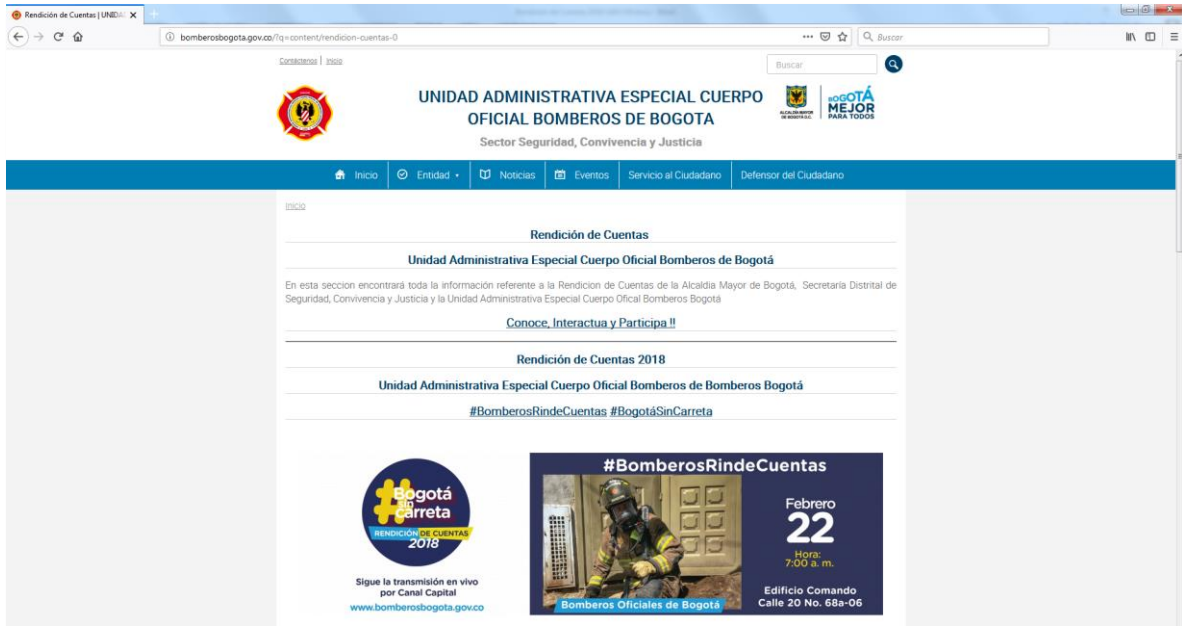 Rendición de Cuentas | UNIDA
bomberosbogota.gov.co/?q=content/rendicion-cuentas-0
Buscar
Contáctenos | Inicio
Buscar
UNIDAD ADMINISTRATIVA ESPECIAL CUERPO
OFICIAL BOMBEROS DE BOGOTA
Sector Seguridad, Convivencia y Justicia
ALCALDÍA MAYOR
DE BOGOTÁ D.C.
BOGOTÁ
MEJOR
PARA TODOS
Inicio Entidad Noticias Eventos Servicio al Ciudadano Defensor del Ciudadano
Inicio
Rendición de Cuentas
Unidad Administrativa Especial Cuerpo Oficial Bomberos de Bogotá
En esta seccion encontrará toda la información referente a la Rendicion de Cuentas de la Alcaldia Mayor de Bogotá, Secretaría Distrital de
Seguridad, Convivencia y Justicia y la Unidad Administrativa Especial Cuerpo Ofical Bomberos Bogotá
Conoce, Interactua y Participa !!
Rendición de Cuentas 2018
Unidad Administrativa Especial Cuerpo Oficial Bomberos de Bomberos Bogotá
#BomberosRindeCuentas #BogotáSinCarreta
#Bogotá
sin
carreta
RENDICIÓN DE CUENTAS
2018
Sigue la transmisión en vivo
por Canal Capital
www.bomberosbogota.gov.co
#BomberosRindeCuentas
Febrero
22
Hora:
7:00 a. m.
Edificio Comando
Calle 20 No. 68a-06
Bomberos Oficiales de Bogotá